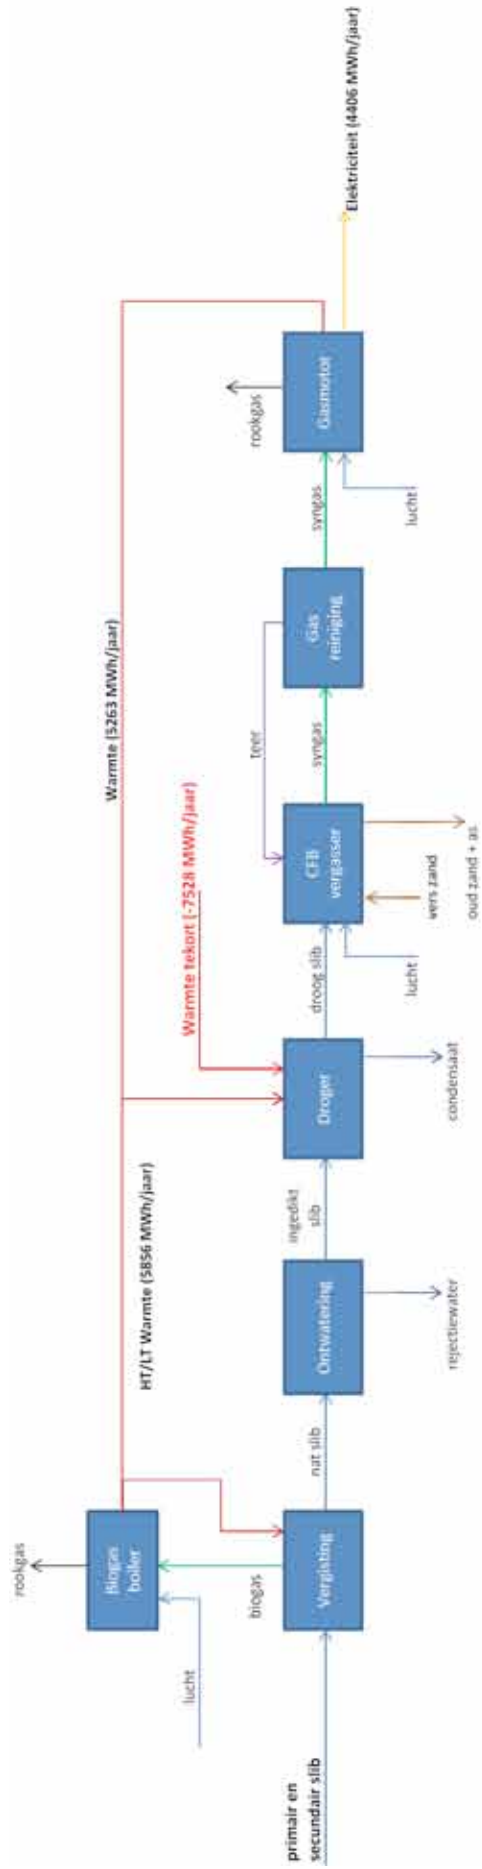 rookgas
Biogas
boiler
lucht
biogas
primair en
secundair slib
Vergisting
nat slib
HT/LT Warmte (5856 MWh/jaar)
Ontwatering
rejectiewater
ingedikt
slib
Warmte tekort (-7528 MWh/jaar)
Droger
condensaat
droog slib
lucht
Warmte (5263 MWh/jaar)
teer
CFB
vergasser
vers zand
oud zand + as
syngas
Gas
reiniging
syngas
rookgas
Gasmotor
lucht
Elektriciteit (4406 MWh/jaar)